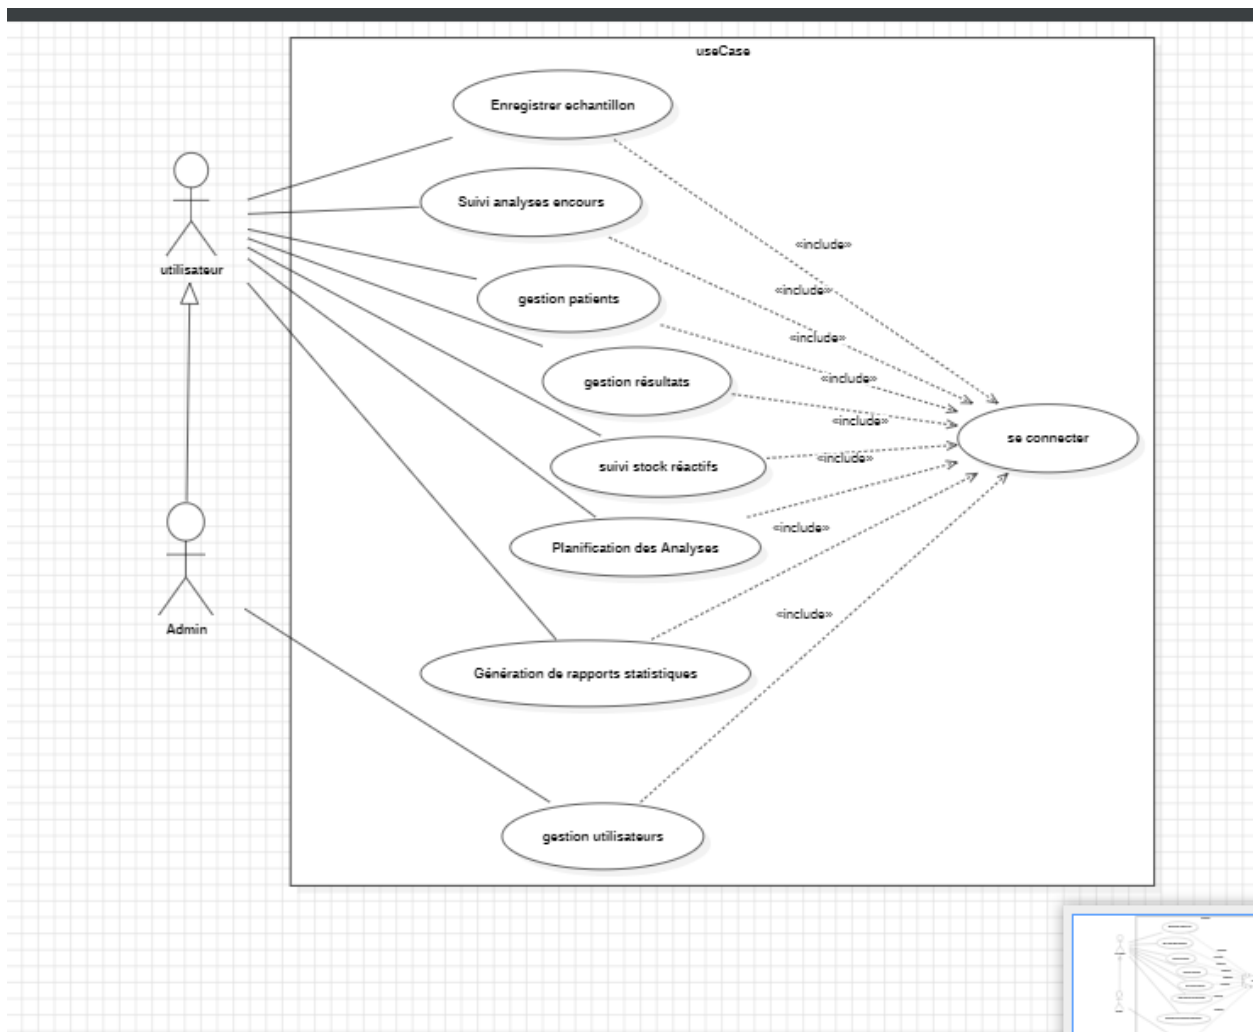 useCase
Enregistrer echantillon
Suivi analyses encours
utilisateur
«include»
«include»
gestion patients
«include»
gestion résultats
«include»
«include»
se connecter
suivi stock réactifs
«include»
Planification des Analyses
«include»
Admin
«include»
Génération de rapports statistiques
gestion utilisateurs